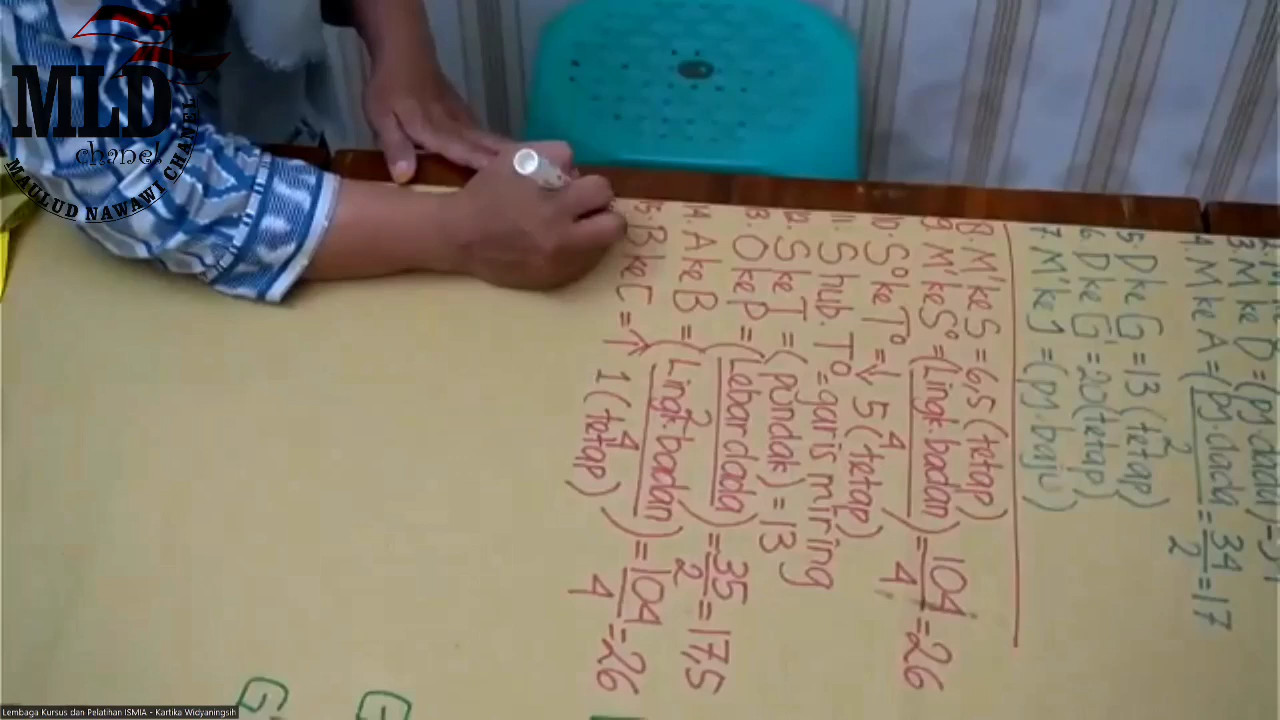 MLD
chanel
MAULUD NAWAWI CHANEL
3 M ke D = (pj. dada) =
4. M ke A = (pj. dada = 34 = 17
2 2
5. D ke G = 13 (tetap)
6. D ke G' = 20 (tetap)
7 M' ke J = (pj. baju)
8. M' ke S = 6,5 (tetap)
9 M' ke S° = (Lingk. badan) = 104 = 26
4 4
10. S° ke T° = ↓ 5 (tetap)
11. S hub. T° = garis miring
12. S ke T = (pundak) = 13
13. O ke P = (Lebar dada) = 35 = 17,5
2 2
14. A ke B = (Lingk. badan) = 104 = 26
4 4
15. B ke C = ↑ 1 (tetap)
G
G
Lembaga Kursus dan Pelatihan ISMIA - Kartika Widyaningsih